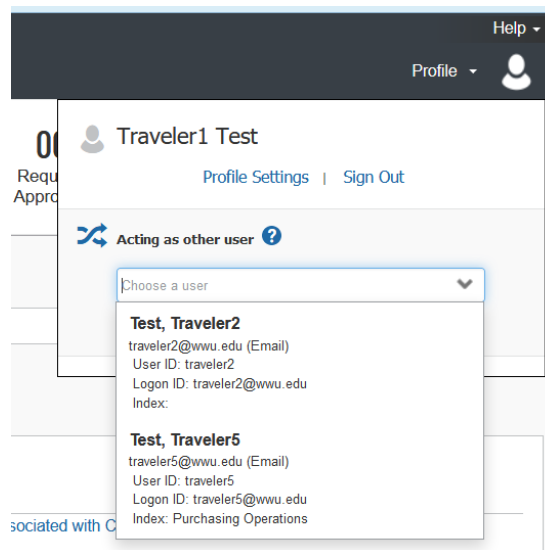 Help
Profile
Traveler1 Test
Profile Settings | Sign Out
Requ
Appro
Acting as other user ?
Choose a user
Test, Traveler2
traveler2@wwu.edu (Email)
User ID: traveler2
Logon ID: traveler2@wwu.edu
Index:
Test, Traveler5
traveler5@wwu.edu (Email)
User ID: traveler5
Logon ID: traveler5@wwu.edu
Index: Purchasing Operations
sociated with C